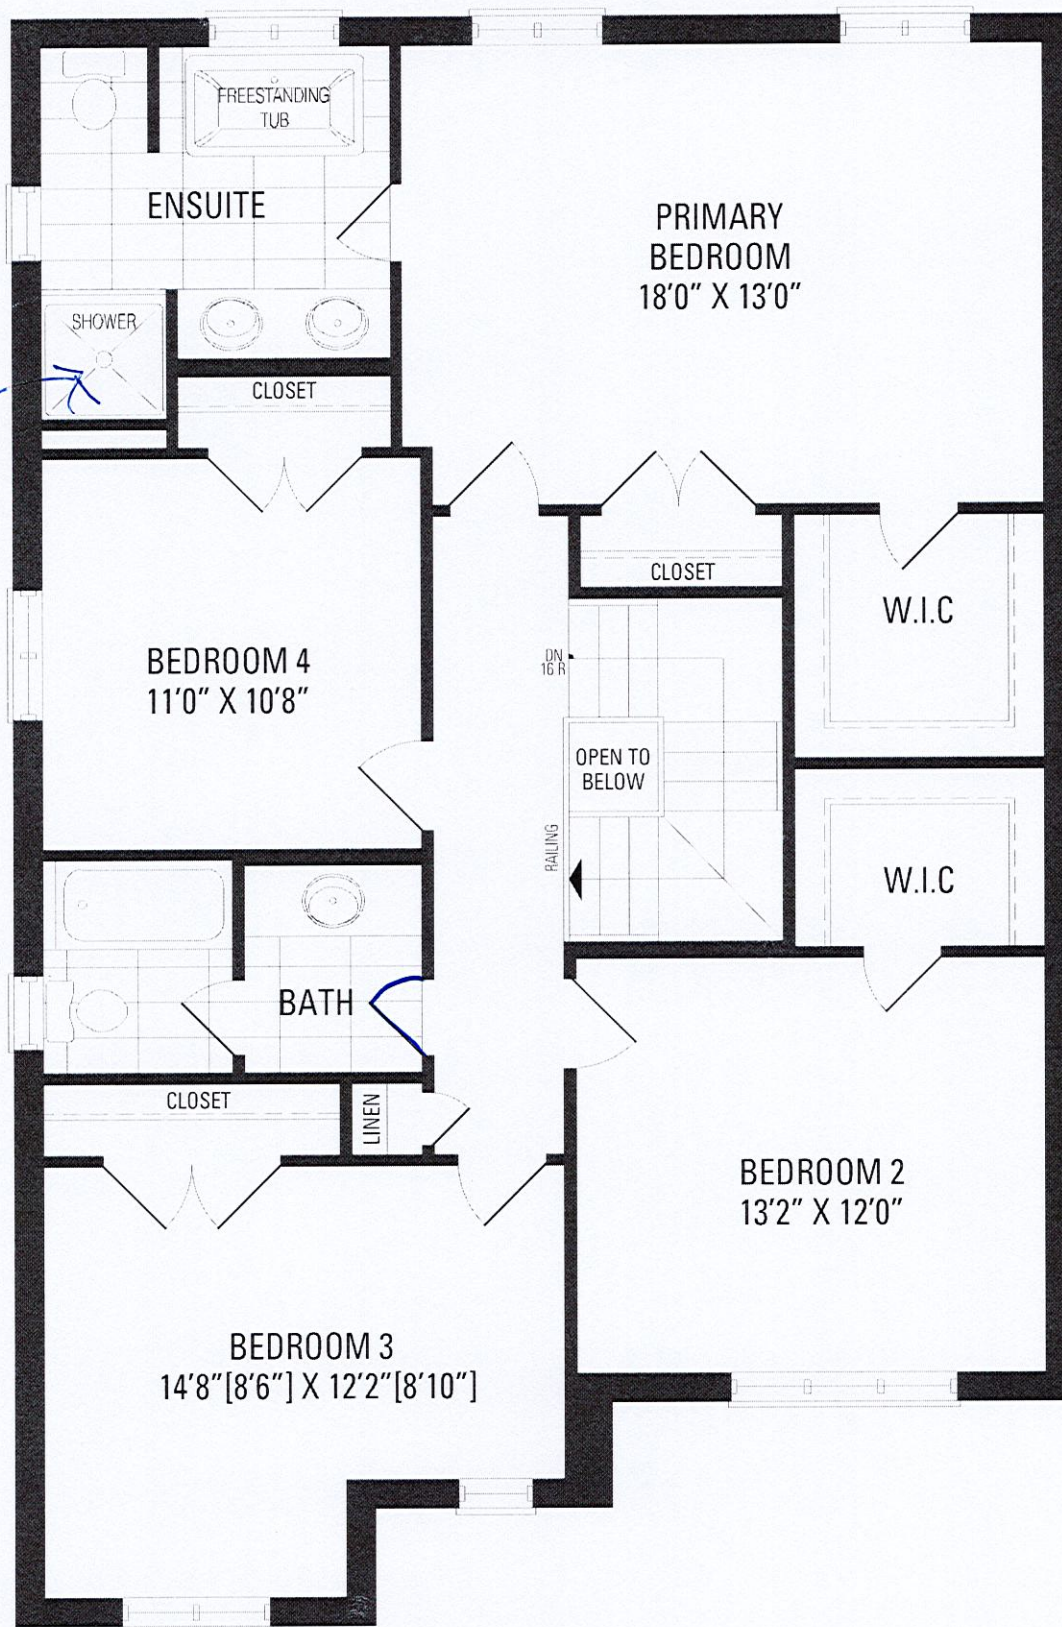 FREESTANDING
TUB
ENSUITE
PRIMARY
BEDROOM
18'0" X 13'0"
SHOWER
CLOSET
CLOSET
W.I.C
BEDROOM 4
11'0" X 10'8"
DN
16 R
OPEN TO
BELOW
RAILING
W.I.C
BATH
CLOSET
LINEN
BEDROOM 2
13'2" X 12'0"
BEDROOM 3
14'8"[8'6"] X 12'2"[8'10"]